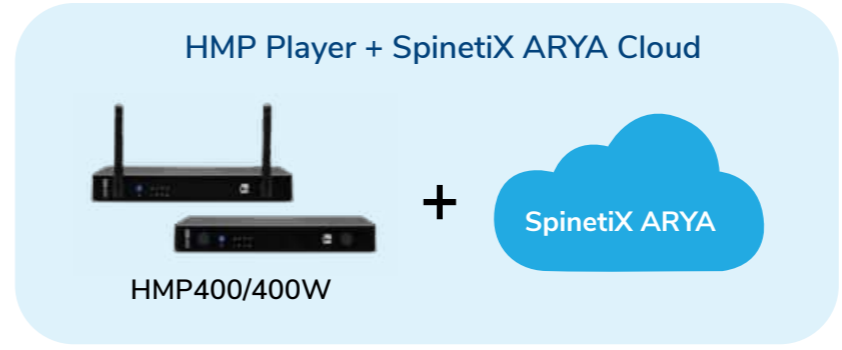 HMP Player + SpinetiX ARYA Cloud
+
SpinetiX ARYA
HMP400/400W